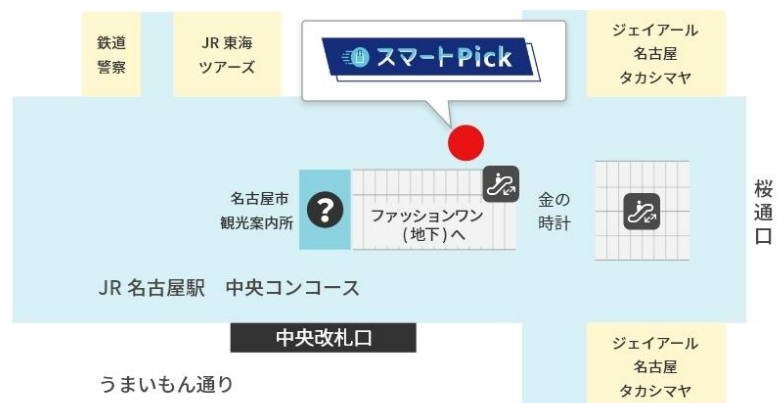 鉄道
警察
JR東海
ツアーズ
スマートPick
ジェイアール
名古屋
タカシマヤ
名古屋市
観光案内所
?
ファッションワン
(地下)へ
金の
時計
桜通口
JR名古屋駅 中央コンコース
中央改札口
うまいもん通り
ジェイアール
名古屋
タカシマヤ